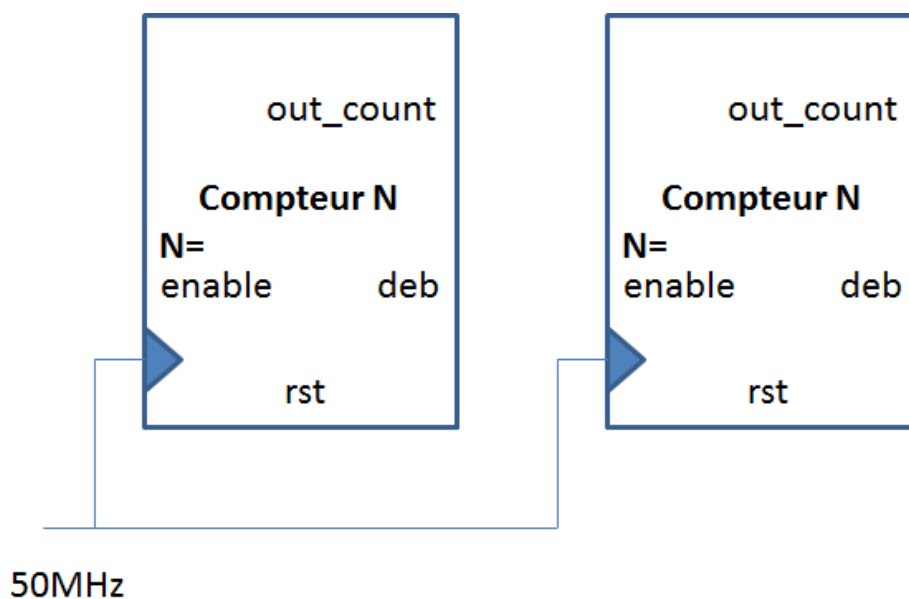 out_count
Compteur N
N=
enable deb
rst
out_count
Compteur N
N=
enable deb
rst
50MHz